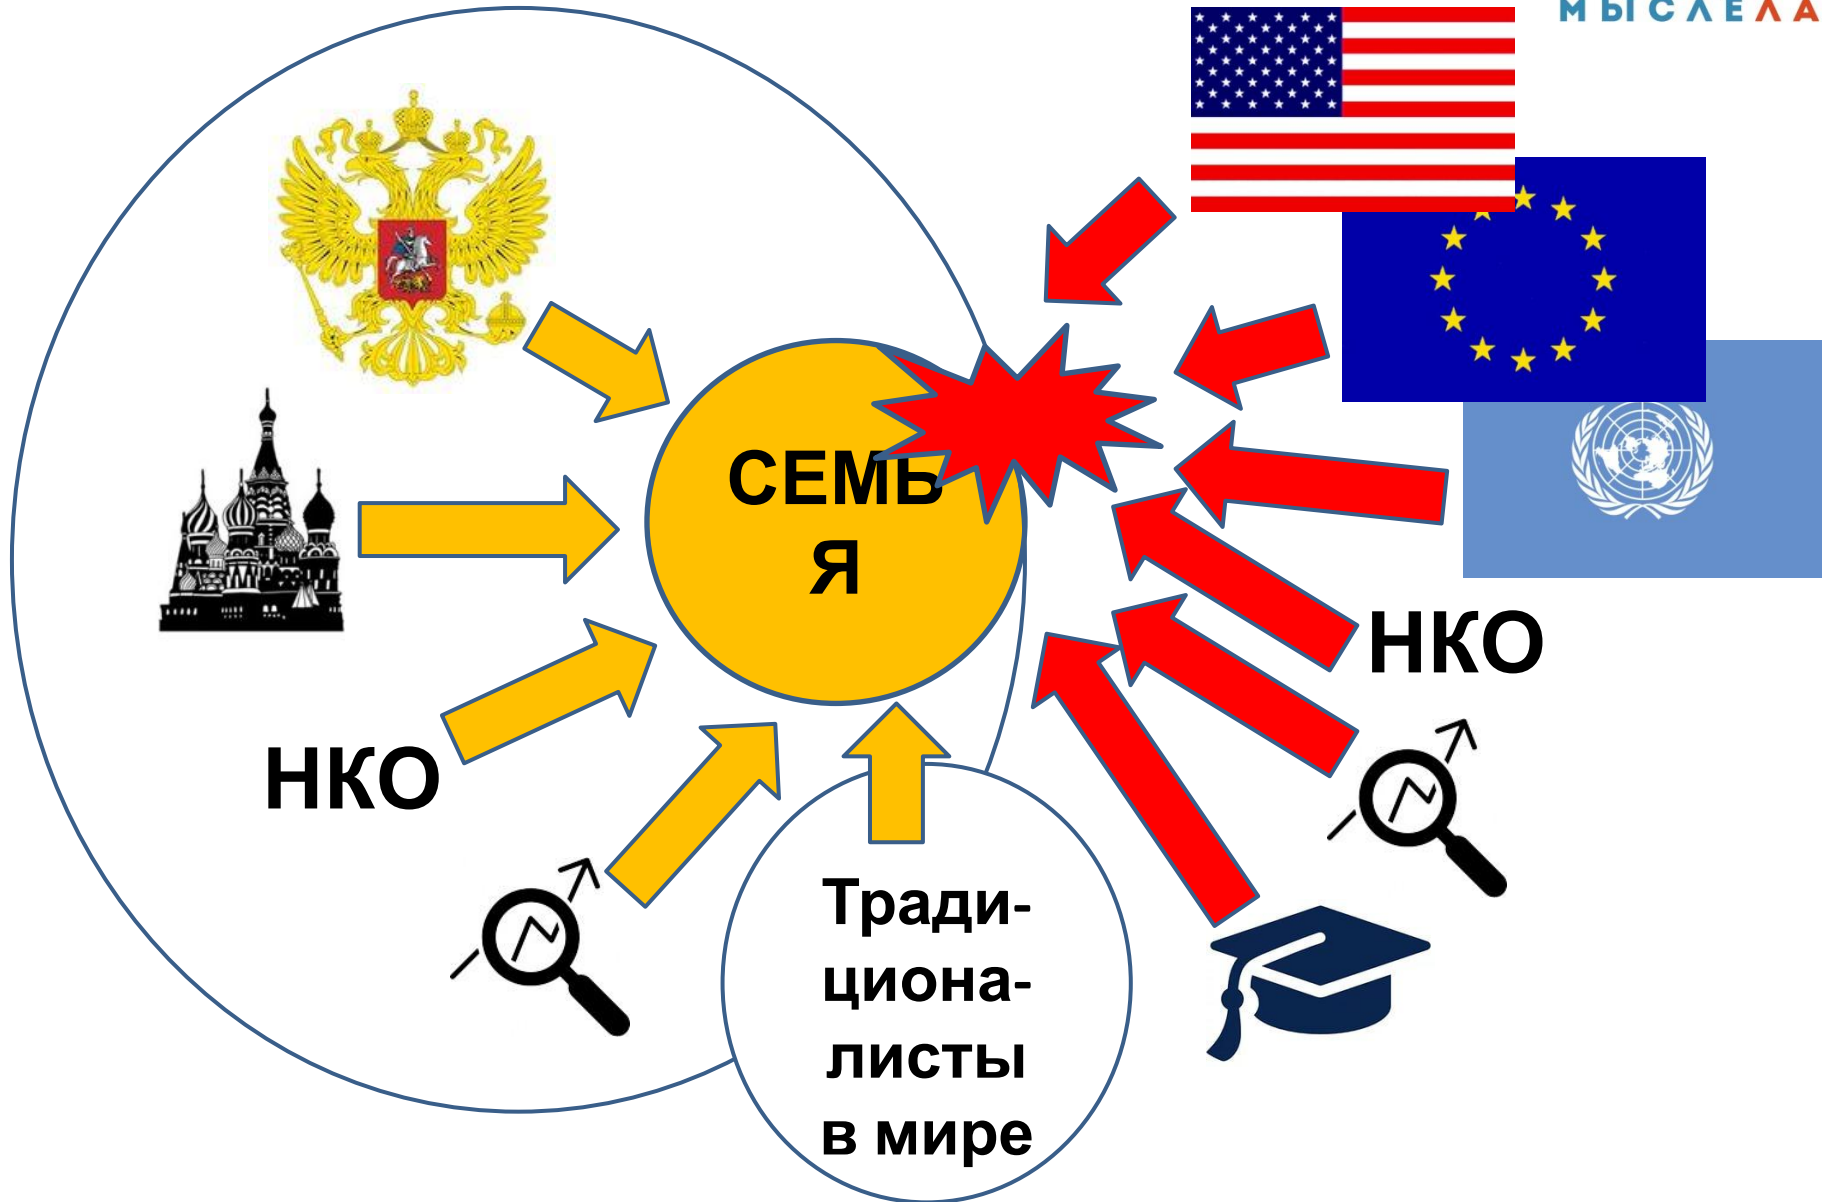 МЫСЛЕЛА
СЕМЬ
Я
НКО
НКО
Тради-
циона-
листы
в мире